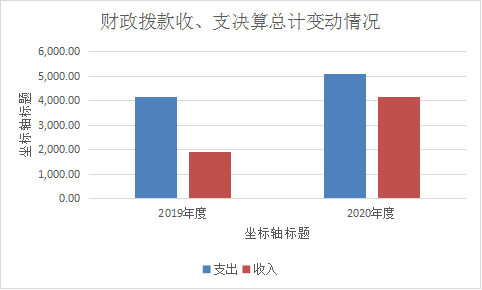 财政拨款收、支决算总计变动情况
6,000.00
5,000.00
4,000.00
3,000.00
2,000.00
1,000.00
0.00
坐标轴标题
2019年度
2020年度
坐标轴标题
支出
收入